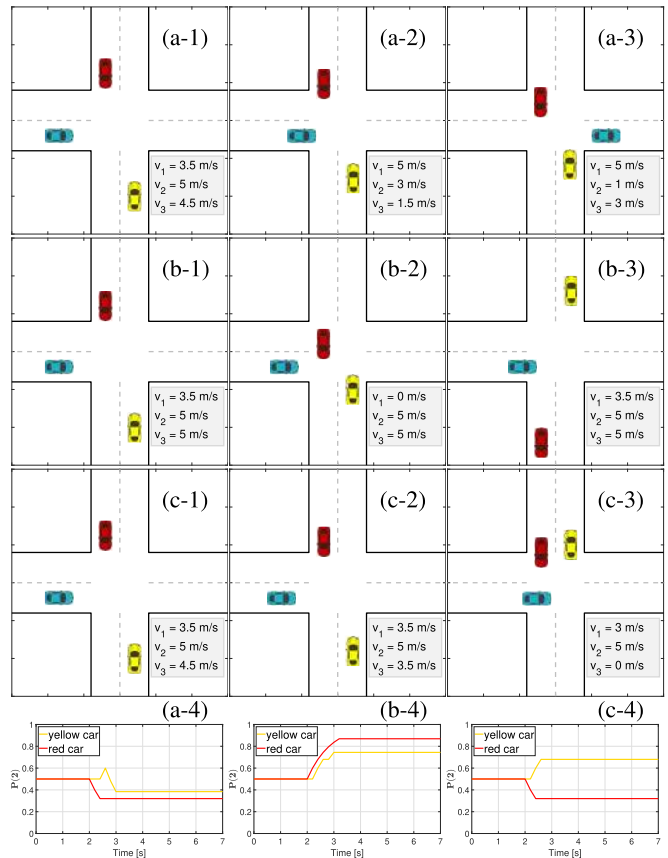 (a-1)
v1 = 3.5 m/s
v2 = 5 m/s
v3 = 4.5 m/s
(a-2)
v1 = 5 m/s
v2 = 3 m/s
v3 = 1.5 m/s
(a-3)
v1 = 5 m/s
v2 = 1 m/s
v3 = 3 m/s
(b-1)
v1 = 3.5 m/s
v2 = 5 m/s
v3 = 5 m/s
(b-2)
v1 = 0 m/s
v2 = 5 m/s
v3 = 5 m/s
(b-3)
v1 = 3.5 m/s
v2 = 5 m/s
v3 = 5 m/s
(c-1)
v1 = 3.5 m/s
v2 = 5 m/s
v3 = 4.5 m/s
(c-2)
v1 = 3.5 m/s
v2 = 5 m/s
v3 = 3.5 m/s
(c-3)
v1 = 3 m/s
v2 = 5 m/s
v3 = 0 m/s
(a-4)
yellow car
red car
P(2)
1
0.8
0.6
0.4
0.2
0
0 1 2 3 4 5 6 7
Time [s]
(b-4)
yellow car
red car
P(2)
1
0.8
0.6
0.4
0.2
0
0 1 2 3 4 5 6 7
Time [s]
(c-4)
yellow car
red car
P(2)
1
0.8
0.6
0.4
0.2
0
0 1 2 3 4 5 6 7
Time [s]